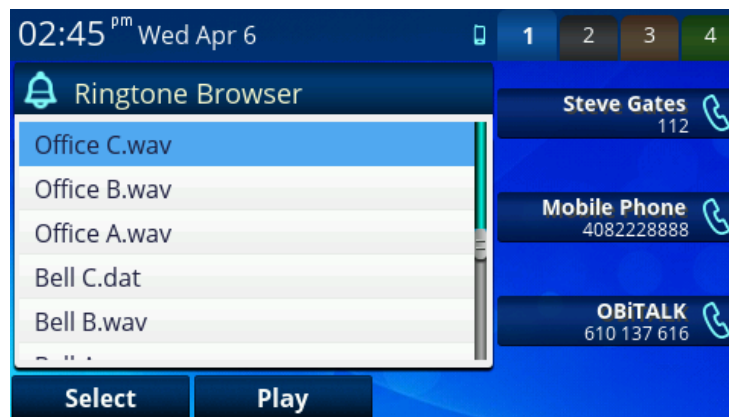 02:45 pm Wed Apr 6
1 2 3 4
Ringtone Browser
Office C.wav
Office B.wav
Office A.wav
Bell C.dat
Bell B.wav
Steve Gates
112
Mobile Phone
4082228888
OBiTALK
610 137 616
Select Play